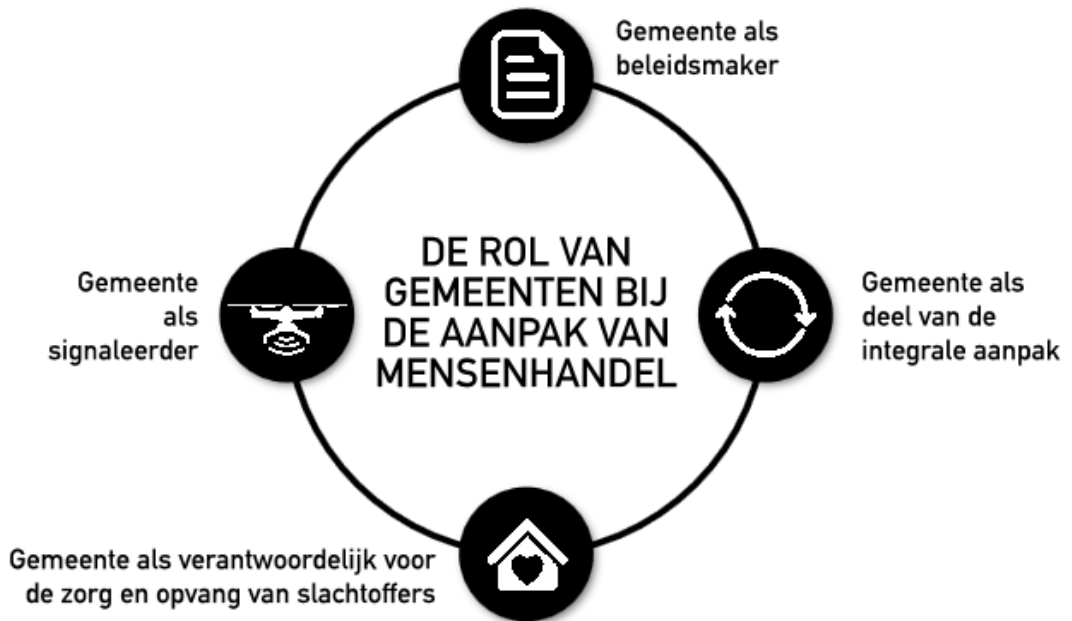 Gemeente als
beleidsmaker
DE ROL VAN
GEMEENTEN BIJ
DE AANPAK VAN
MENSENHANDEL
Gemeente
als
signaleerder
Gemeente als
deel van de
integrale aanpak
Gemeente als verantwoordelijk voor
de zorg en opvang van slachtoffers